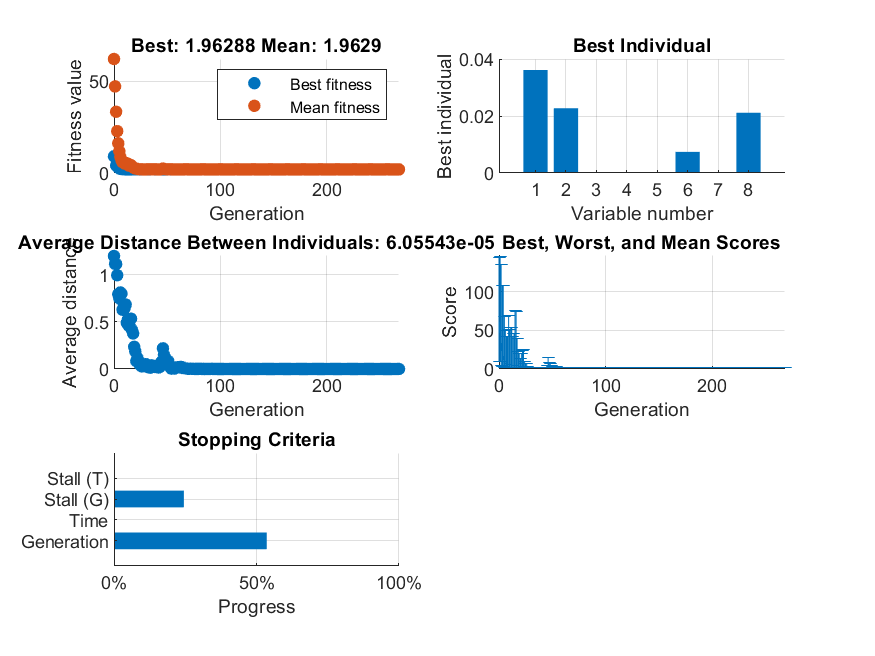 Best: 1.96288 Mean: 1.9629
Fitness value
50
0
Best fitness
Mean fitness
0 100 200
Generation
Best Individual
Best individual
0.04
0.02
0
1 2 3 4 5 6 7 8
Variable number
Average Distance Between Individuals: 6.05543e-05
Average distance
1
0.5
0
0 100 200
Generation
Best, Worst, and Mean Scores
Score
100
50
0
0 100 200
Generation
Stopping Criteria
Stall (T)
Stall (G)
Time
Generation
0% 50% 100%
Progress